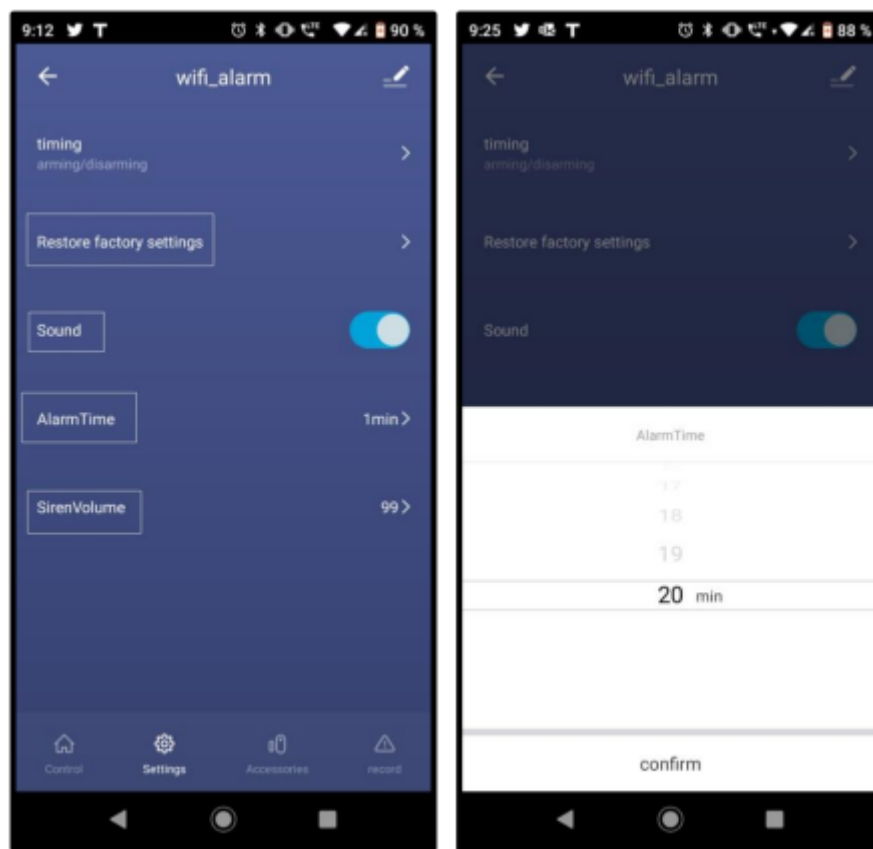 9:12
90 %
wifi_alarm
timing
arming/disarming
Restore factory settings
Sound
AlarmTime
1min
SirenVolume
99
Control
Settings
Accessories
record
9:25
88 %
wifi_alarm
timing
arming/disarming
Restore factory settings
Sound
AlarmTime
17
18
19
20 min
confirm